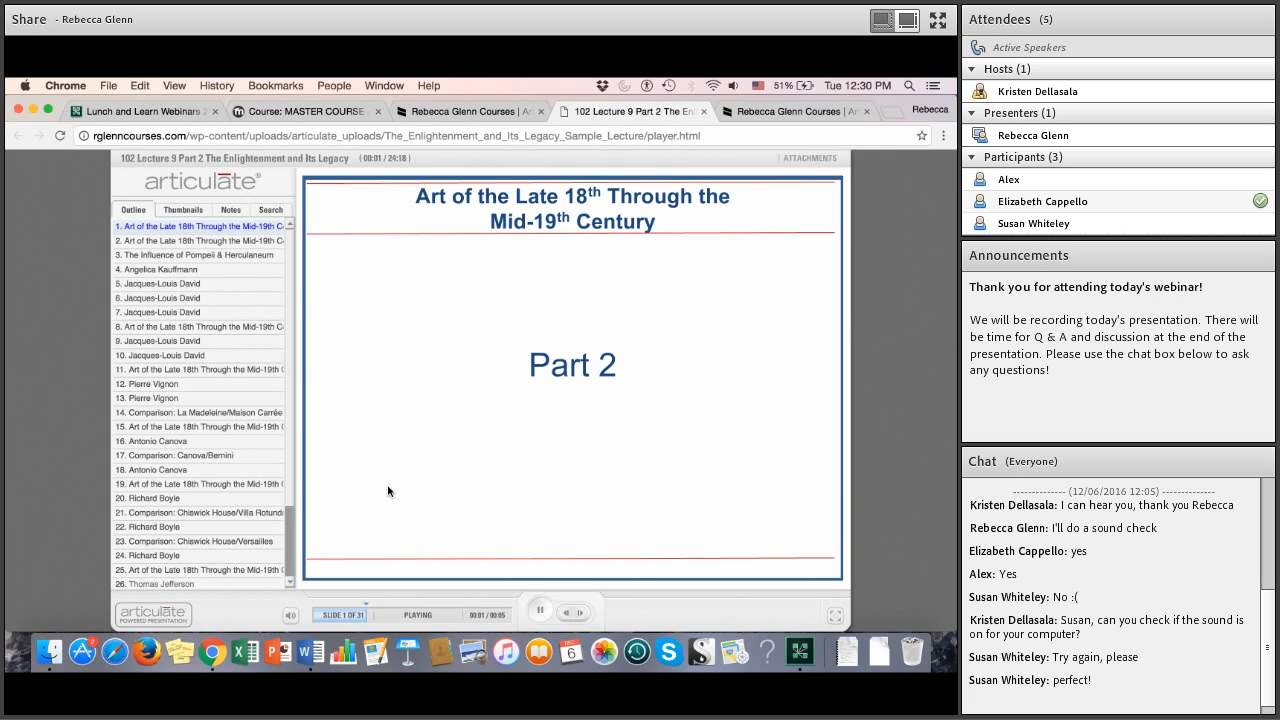 Share - Rebecca Glenn
Chrome File Edit View History Bookmarks People Window Help 51% Tue 12:30 PM
Lunch and Learn Webinars 2 Course: MASTER COURSE Rebecca Glenn Courses | Art 102 Lecture 9 Part 2 The En Rebecca Glenn Courses | Art Rebecca
rglenncourses.com/wp-content/uploads/articulate_uploads/The_Enlightenment_and_Its_Legacy_Sample_Lecture/player.html
102 Lecture 9 Part 2 The Enlightenment and Its Legacy (00:01 / 24:18) ATTACHMENTS
articulate®
Outline Thumbnails Notes Search
1. Art of the Late 18th Through the Mid-19th C
2. Art of the Late 18th Through the Mid-19th C
3. The Influence of Pompeii & Herculaneum
4. Angelica Kauffmann
5. Jacques-Louis David
6. Jacques-Louis David
7. Jacques-Louis David
8. Art of the Late 18th Through the Mid-19th C
9. Jacques-Louis David
10. Jacques-Louis David
11. Art of the Late 18th Through the Mid-19th
12. Pierre Vignon
13. Pierre Vignon
14. Comparison: La Madeleine/Maison Carrée
15. Art of the Late 18th Through the Mid-19th
16. Antonio Canova
17. Comparison: Canova/Bernini
18. Antonio Canova
19. Art of the Late 18th Through the Mid-19th
20. Richard Boyle
21. Comparison: Chiswick House/Villa Rotund
22. Richard Boyle
23. Comparison: Chiswick House/Versailles
24. Richard Boyle
25. Art of the Late 18th Through the Mid-19th
26. Thomas Jefferson
articulate
POWERED PRESENTATION
Art of the Late 18th Through the
Mid-19th Century
Part 2
SLIDE 1 OF 31 PLAYING 00:01 / 00:05
DEC
6
Attendees (5)
Active Speakers
Hosts (1)
Kristen Dellasala
Presenters (1)
Rebecca Glenn
Participants (3)
Alex
Elizabeth Cappello
Susan Whiteley
Announcements
Thank you for attending today's webinar!
We will be recording today's presentation. There will
be time for Q & A and discussion at the end of the
presentation. Please use the chat box below to ask
any questions!
Chat (Everyone)
-------------- (12/06/2016 12:05) --------------
Kristen Dellasala: I can hear you, thank you Rebecca
Rebecca Glenn: I'll do a sound check
Elizabeth Cappello: yes
Alex: Yes
Susan Whiteley: No :(
Kristen Dellasala: Susan, can you check if the sound is
on for your computer?
Susan Whiteley: Try again, please
Susan Whiteley: perfect!